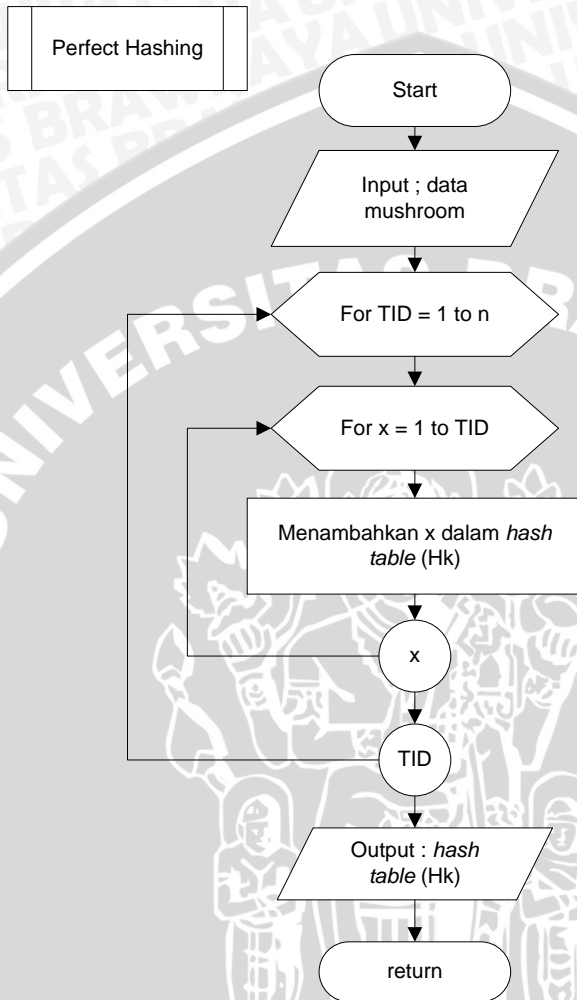 Perfect Hashing
Start
Input ; data
mushroom
For TID = 1 to n
For x = 1 to TID
Menambahkan x dalam hash
table (Hk)
x
TID
Output : hash
table (Hk)
return